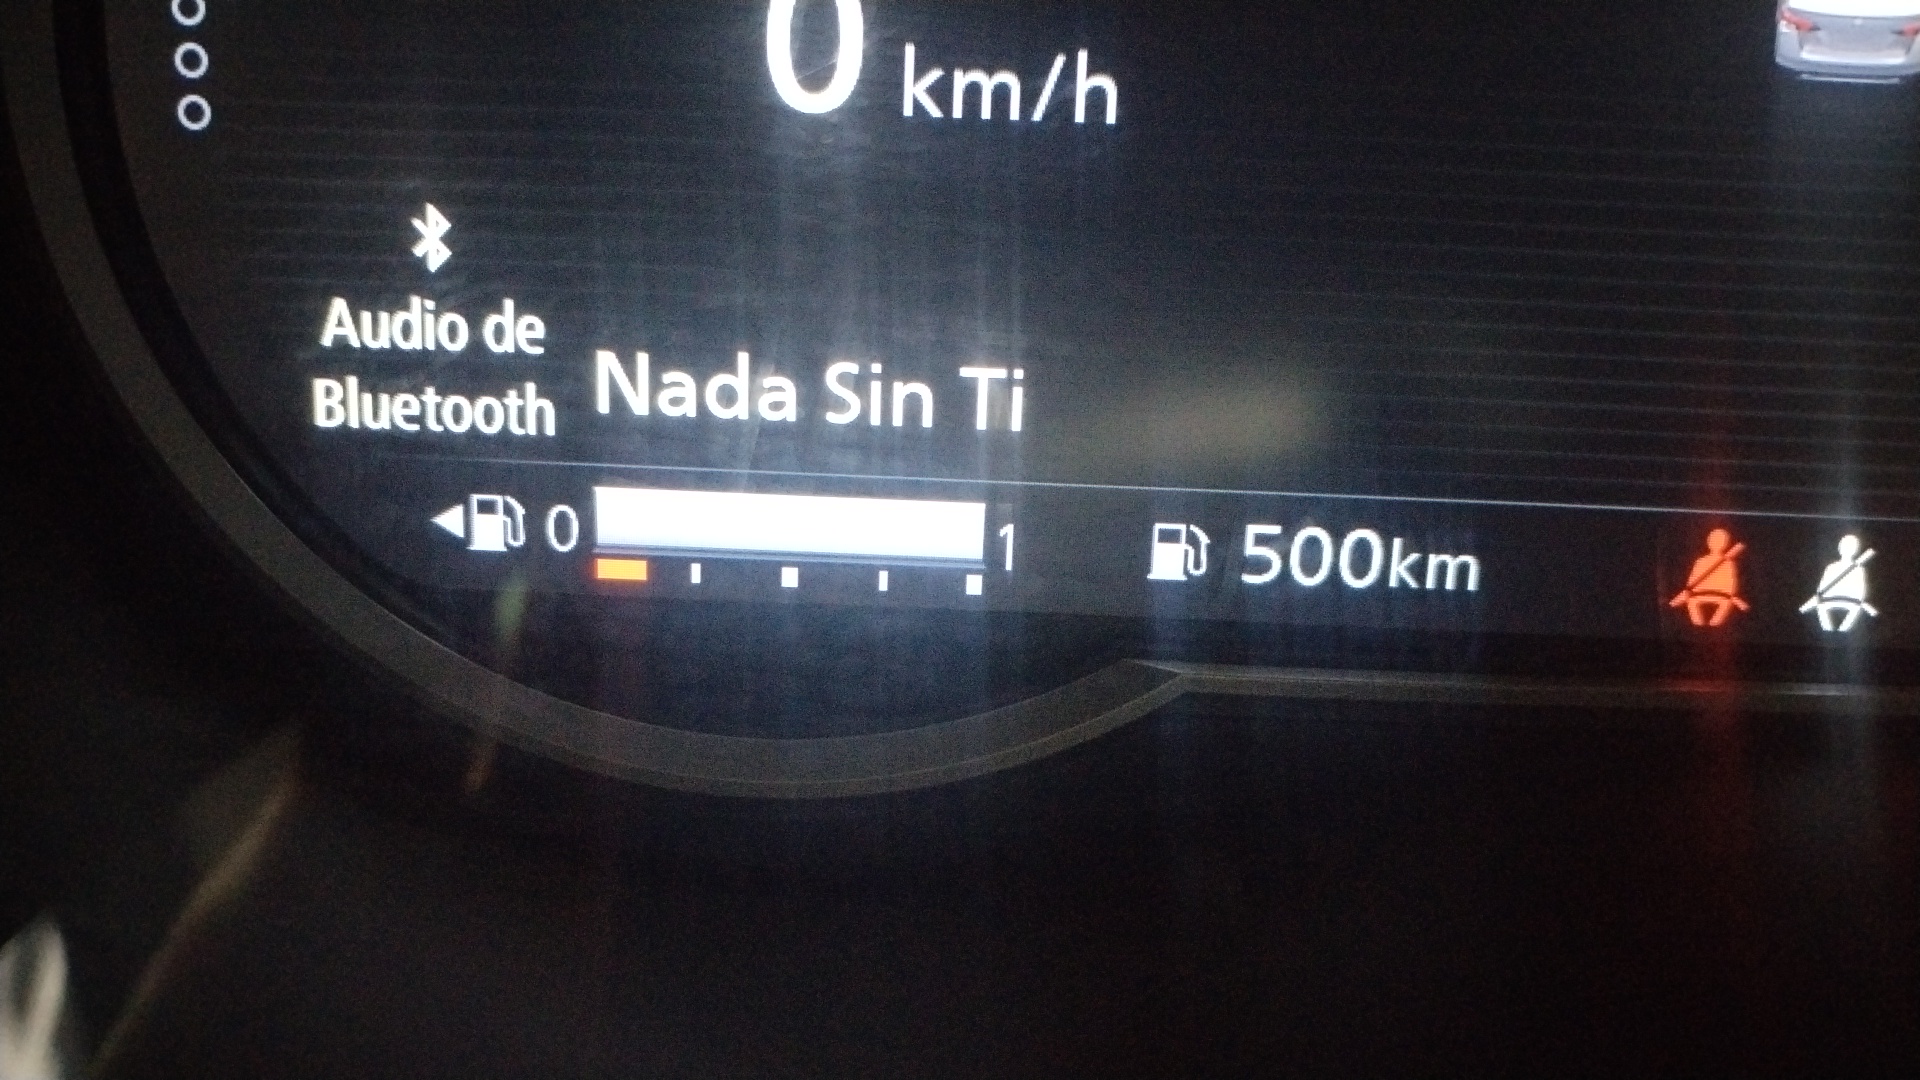 0 km/h
Audio de
Bluetooth
Nada Sin Ti
0
1
500km